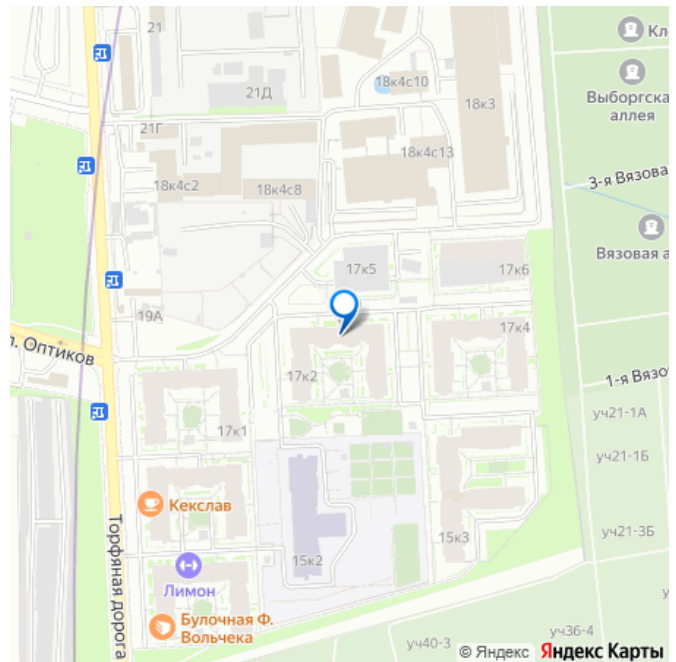 21
Кл
21Д
18к4с10
18к3
Выборгска
аллея
21Г
18к4с13
3-я Вязова
18к4с2
18к4с8
Вязовая а
17к5
17к6
19А
17к4
л. Оптиков
17к2
1-я Вязо
уч21-1А
17к1
уч21-1Б
Кекслав
Торфяная дорога
15к3
уч21-3Б
15к2
Лимон
Булочная Ф.
Вольчека
уч40-3
уч36-4
у
© Яндекс Яндекс Карты